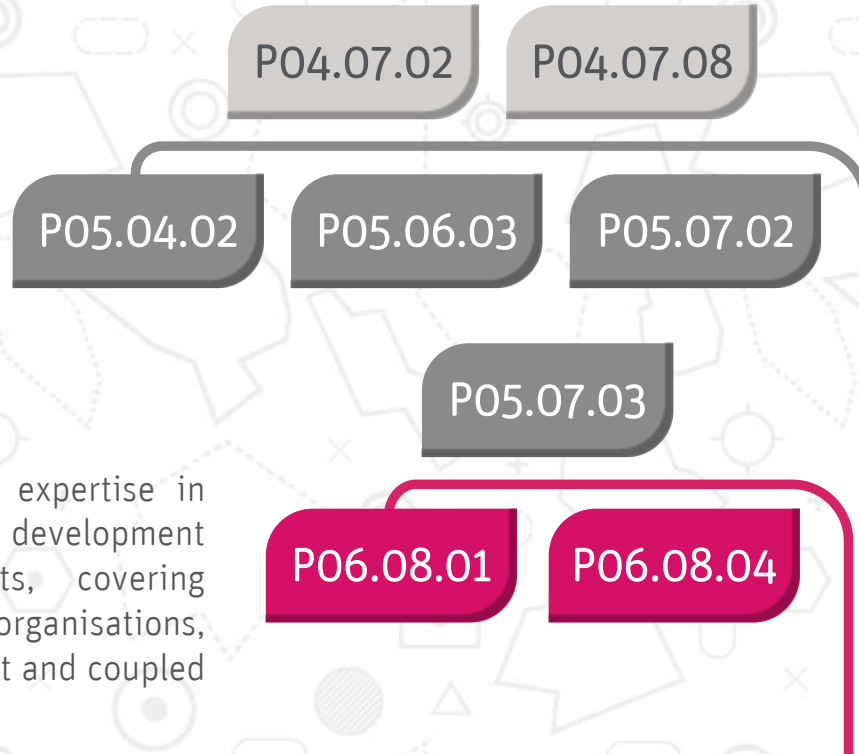 P04.07.02 P04.07.08
P05.04.02 P05.06.03 P05.07.02
P05.07.03
expertise in
development
covering
organisations,
and coupled
P06.08.01 P06.08.04